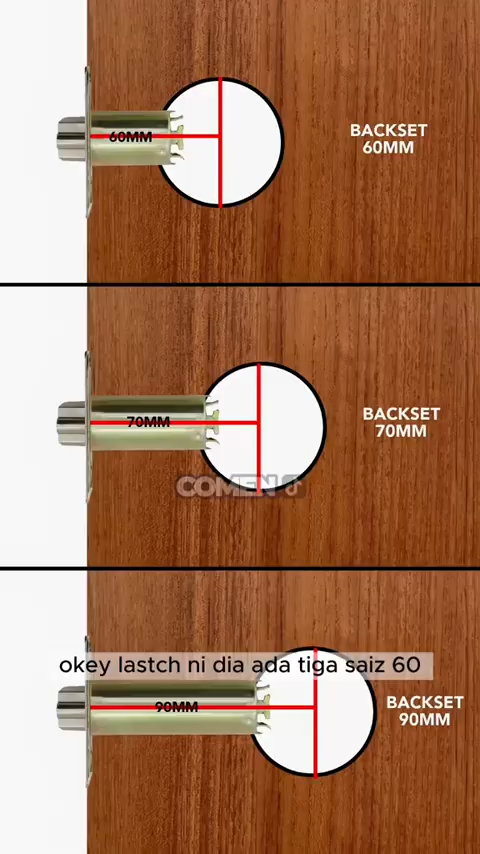 60MM
BACKSET
60MM
70MM
BACKSET
70MM
COMEN
okey lastch ni dia ada tiga saiz 60
90MM
BACKSET
90MM